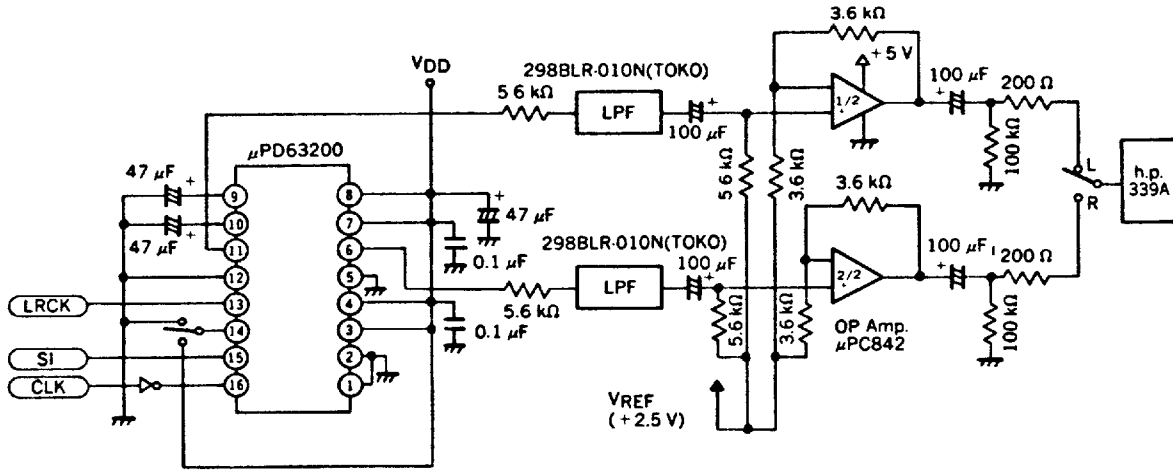 3.6 kΩ
+5 V
VDD
298BLR-010N(TOKO)
5.6 kΩ
LPF
+
100 μF
1/2
+
100 μF
+
200 Ω
100 kΩ
μPD63200
47 μF
+
9
8
+
47 μF
10
7
+
47 μF
11
6
0.1 μF
12
5
LRCK
13
4
14
3
0.1 μF
SI
15
2
CLK
16
1
5.6 kΩ
3.6 kΩ
3.6 kΩ
L
R
h.p.
339A
298BLR-010N(TOKO)
5.6 kΩ
LPF
100 μF
+
2/2
+
100 μF
+
200 Ω
100 kΩ
5.6 kΩ
3.6 kΩ
OP Amp.
μPC842
VREF
(+2.5 V)